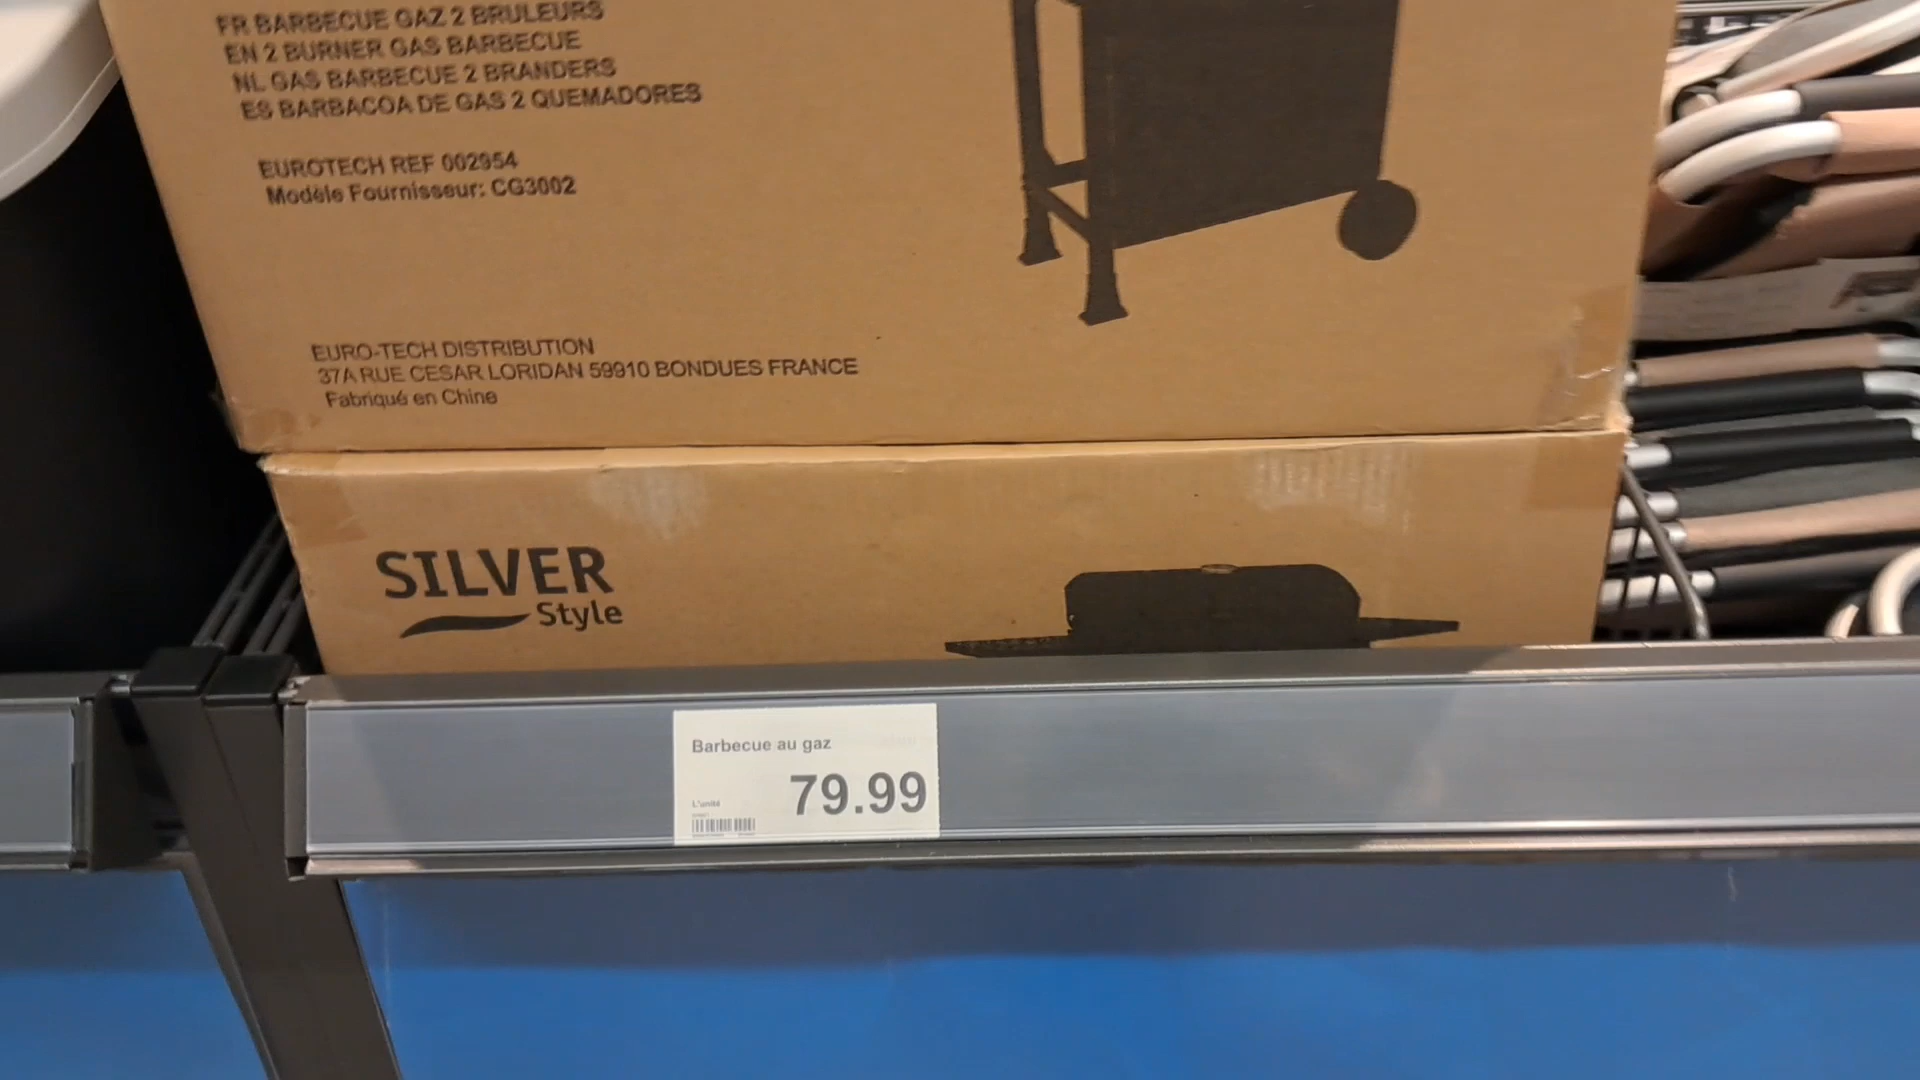 FR BARBECUE GAZ 2 BRULEURS
EN 2 BURNER GAS BARBECUE
NL GAS BARBECUE 2 BRANDERS
ES BARBACOA DE GAS 2 QUEMADORES
EUROTECH REF 002954
Modèle Fournisseur: CG3002
EURO-TECH DISTRIBUTION
37A RUE CESAR LORIDAN 59910 BONDUES FRANCE
Fabriqué en Chine
SILVER
Style
Barbecue au gaz
79.99
L'unité